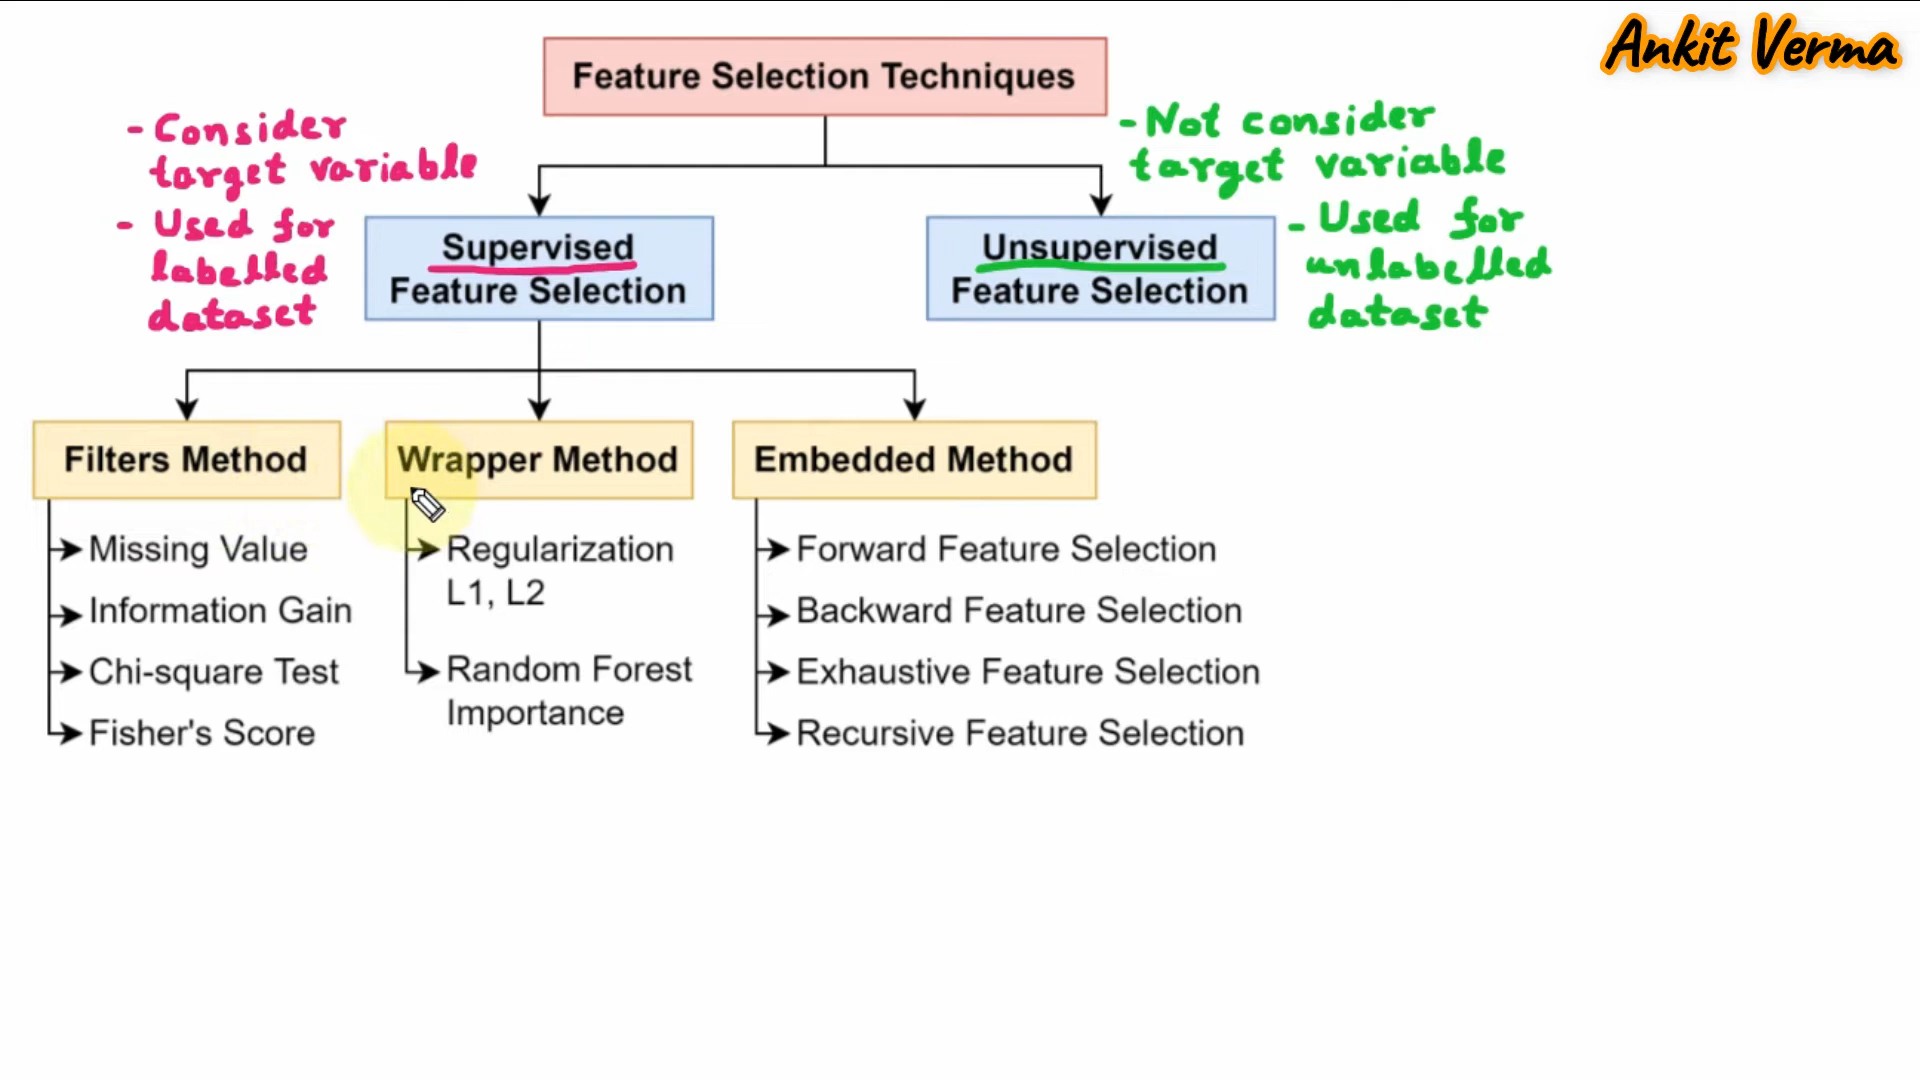 Ankit Verma
Feature Selection Techniques
- Consider
target variable
- Used for
labelled
dataset
- Not consider
target variable
- Used for
unlabelled
dataset
Supervised
Feature Selection
Unsupervised
Feature Selection
Filters Method
Missing Value
Information Gain
Chi-square Test
Fisher's Score
Wrapper Method
Regularization
L1, L2
Random Forest
Importance
Embedded Method
Forward Feature Selection
Backward Feature Selection
Exhaustive Feature Selection
Recursive Feature Selection